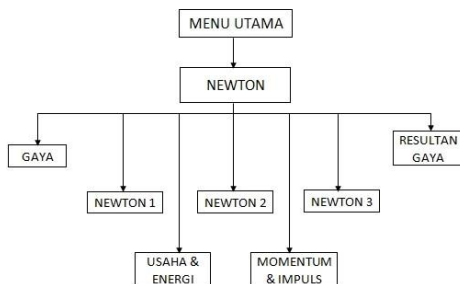 MENU UTAMA
NEWTON
GAYA
RESULTAN
GAYA
NEWTON 1
NEWTON 2
NEWTON 3
USAHA &
ENERGI
MOMENTUM
& IMPULS